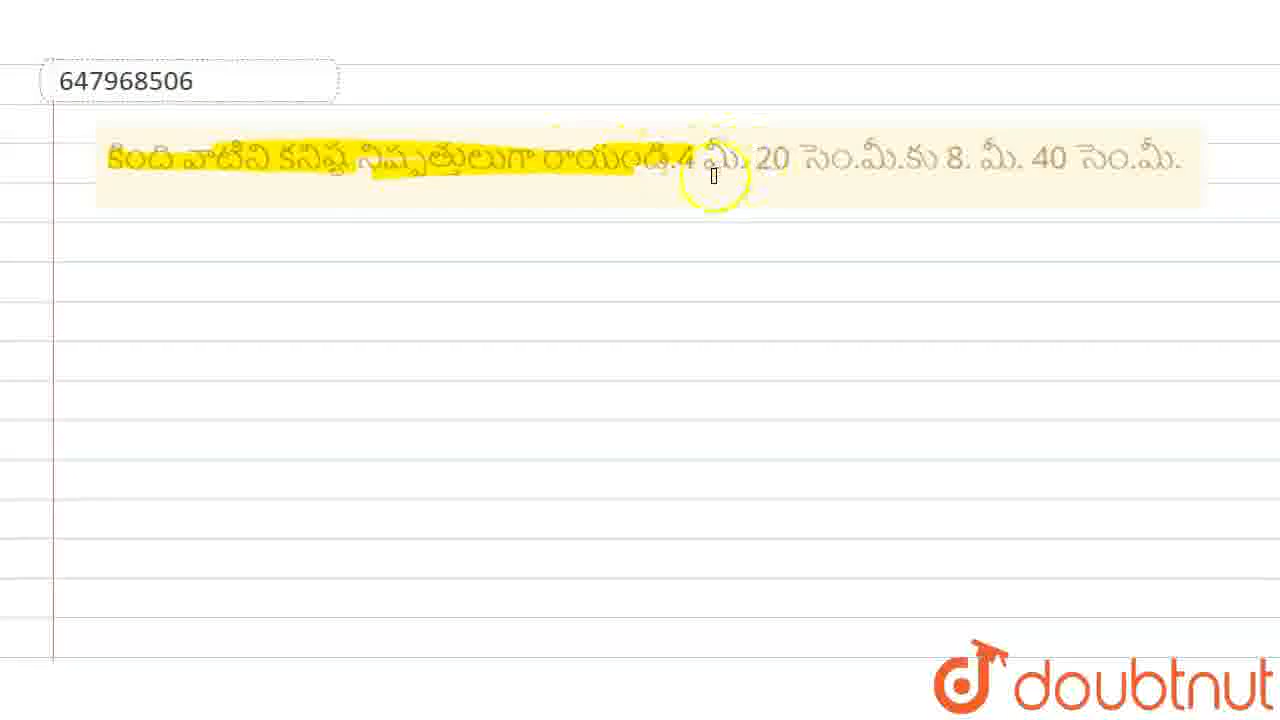 647968506
కింది వాటిని కనిష్ట నిష్పత్తులుగా రాయండి.4 మీ. 20 సెం.మీ.కు 8. మీ. 40 సెం.మీ.
doubtnut